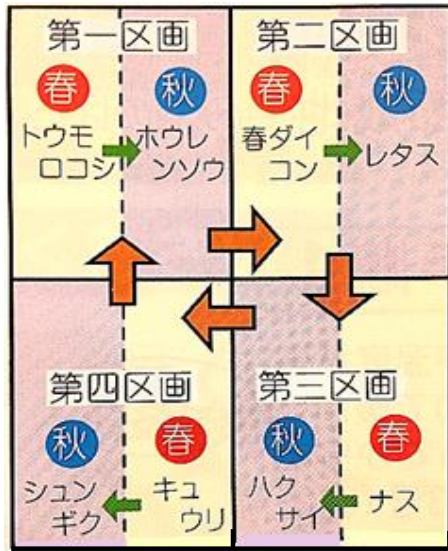 第一区画
春
トウモ
ロコシ
秋
ホウレ
ンソウ
第二区画
春
春ダイ
コン
秋
レタス
第四区画
秋
シュン
ギク
春
キュ
ウリ
第三区画
秋
ハク
サイ
春
ナス